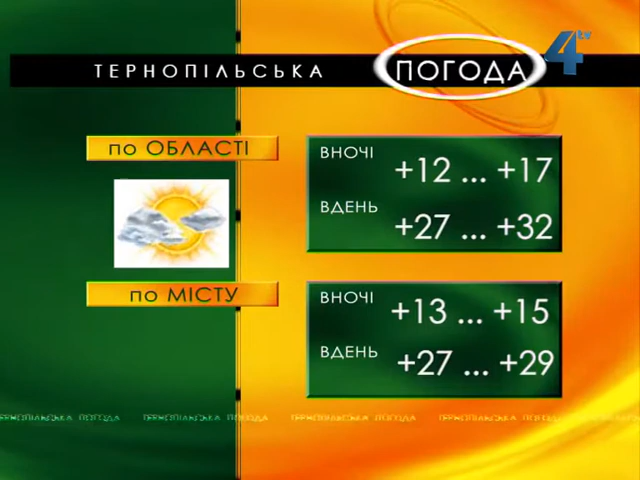 ТЕРНОПІЛЬСЬКА ПОГОДА 4 tv
по ОБЛАСТІ
ВНОЧІ +12 ... +17
ВДЕНЬ +27 ... +32
по МІСТУ
ВНОЧІ +13 ... +15
ВДЕНЬ +27 ... +29
ТЕРНОПІЛЬСЬКА ПОГОДА ТЕРНОПІЛЬСЬКА ПОГОДА ТЕРНОПІЛЬСЬКА ПОГОДА ТЕРНОПІЛЬСЬКА ПОГОДА